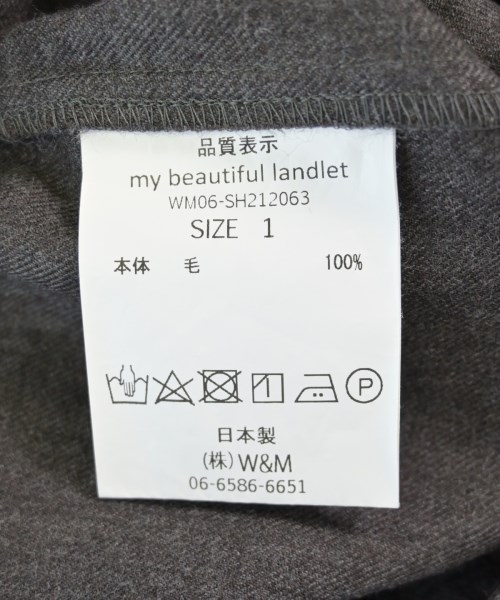 品質表示
my beautiful landlet
WM06-SH212063
SIZE 1
本体 毛 100%
P
日本製
(株) W&M
06-6586-6651